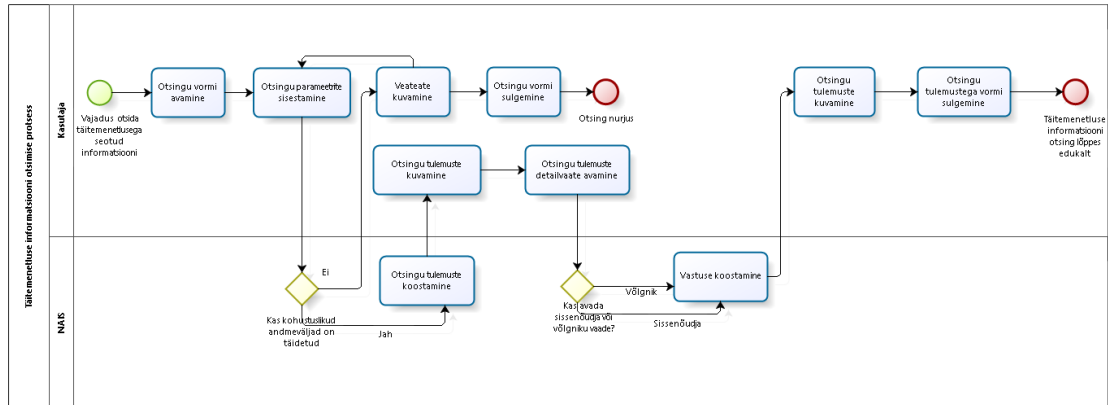 Täitemenetluse informatsiooni otsimise protsess
Kasutaja
Vajadus otsida
täitemenetlusega
seotud
informatsiooni
Otsingu vormi
avamine
Otsingu parameetrite
sisestamine
Veateate
kuvamine
Otsingu vormi
sulgemine
Otsing nurjus
Otsingu
tulemuste
kuvamine
Otsingu
tulemustega vormi
sulgemine
Täitemenetluse
informatsiooni
otsing lõppes
edukalt
Otsingu tulemuste
kuvamine
Otsingu tulemuste
detailvaate avamine
NAIS
Ei
Kas kohustuslikud
andmeväljad on
täidetud
Jah
Otsingu tulemuste
koostamine
Kas avada
sissenõudja või
võlgniku vaade?
Võlgnik
Sissenõudja
Vastuse koostamine